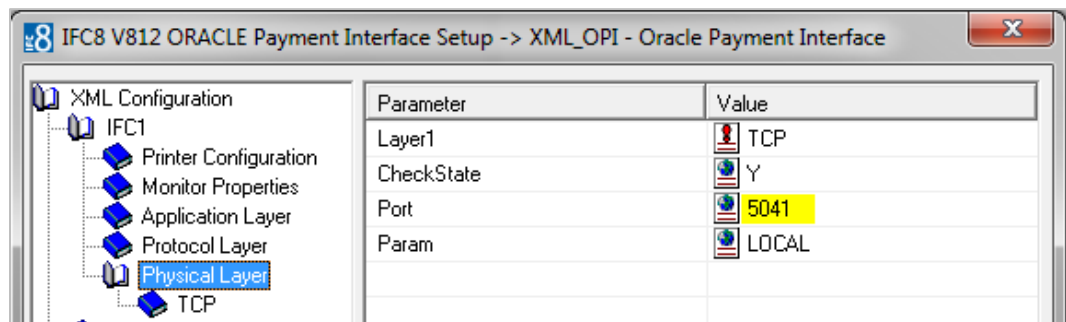 IFC8 V812 ORACLE Payment Interface Setup -> XML_OPI - Oracle Payment Interface
XML Configuration
IFC1
Printer Configuration
Monitor Properties
Application Layer
Protocol Layer
Physical Layer
TCP
Parameter Value
Layer1 TCP
CheckState Y
Port 5041
Param LOCAL